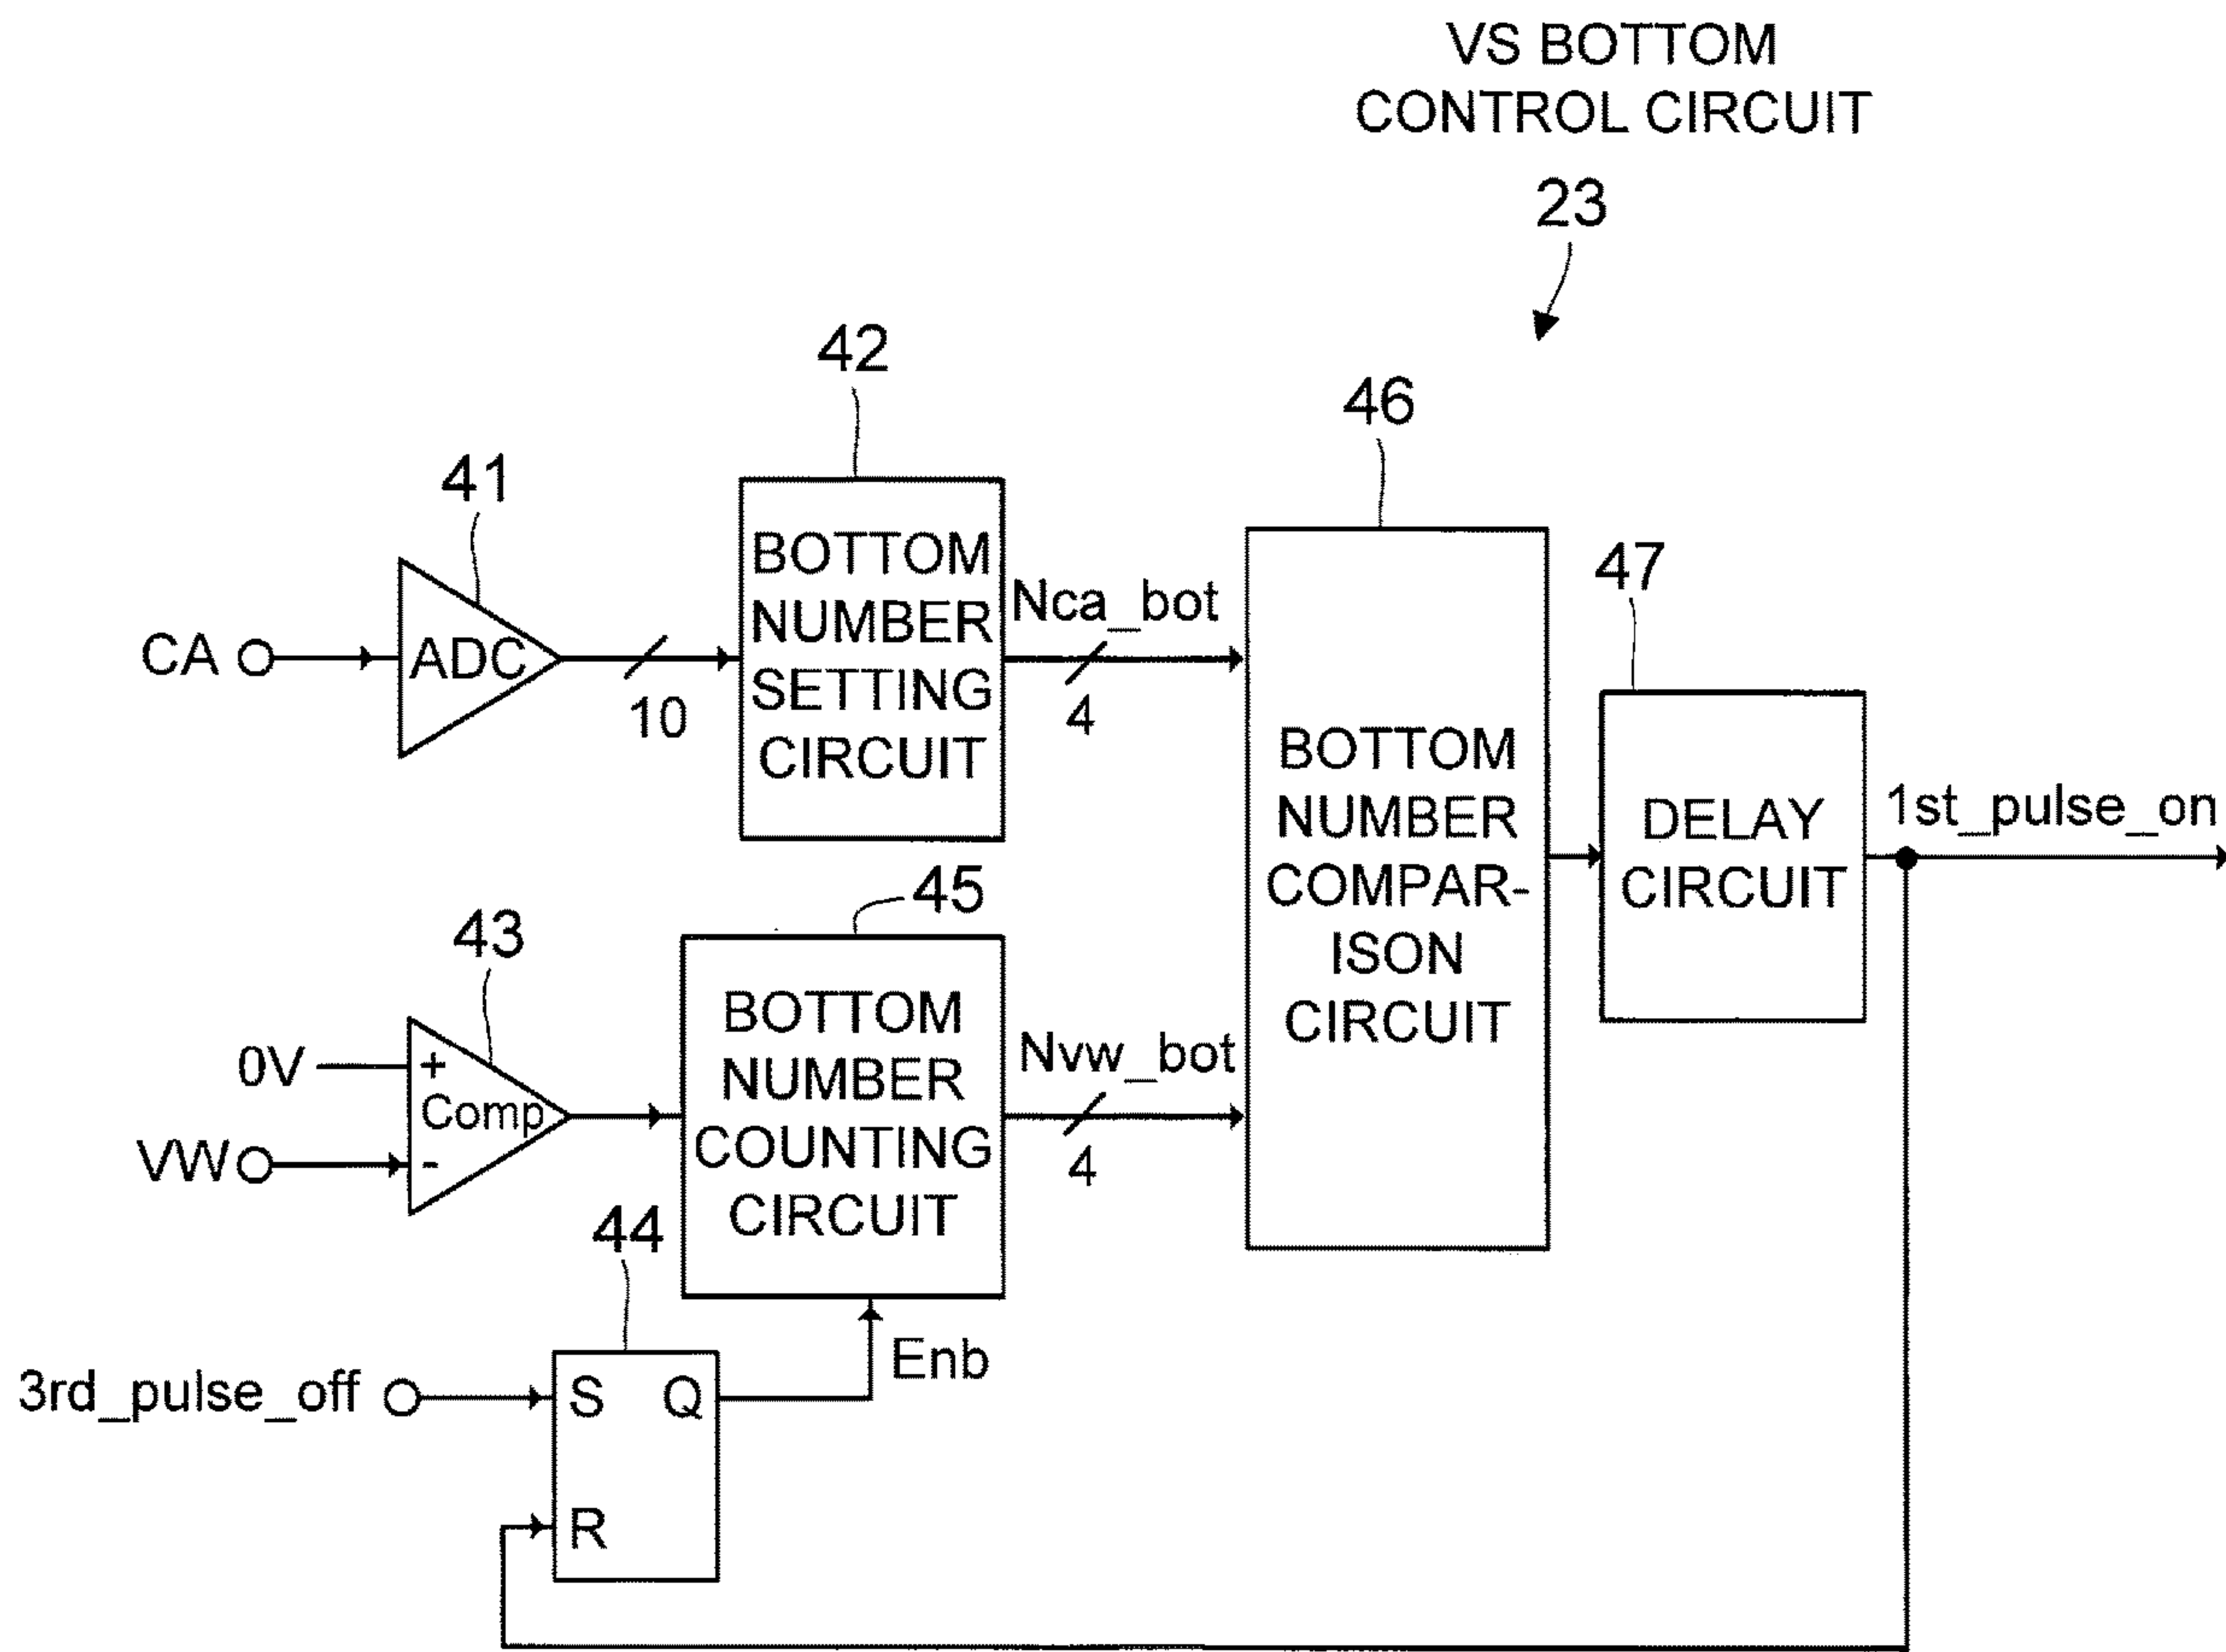 VS BOTTOM
CONTROL CIRCUIT
23
42
46
41
47
BOTTOM
NUMBER
SETTING
CIRCUIT
Nca_bot
CA
ADC
10
4
BOTTOM
NUMBER
COMPAR-
ISON
CIRCUIT
DELAY
CIRCUIT
1st_pulse_on
45
43
BOTTOM
NUMBER
COUNTING
CIRCUIT
Nvw_bot
0V
+
Comp
VW
-
4
44
Enb
3rd_pulse_off
S Q
R